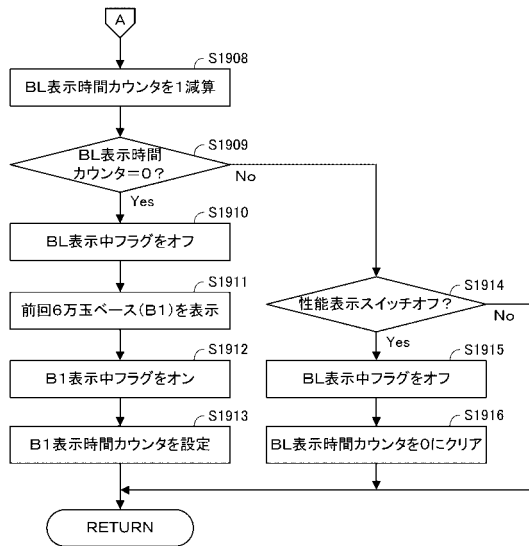 A
S1908
BL表示時間カウンタを1減算
S1909
BL表示時間
カウンター=0?
Yes
No
S1910
BL表示中フラグをオフ
S1911
前回6万玉ベース(B1)を表示
S1912
B1表示中フラグをオン
S1913
B1表示時間カウンタを設定
S1914
性能表示スイッチオフ?
Yes
No
S1915
BL表示中フラグをオフ
S1916
BL表示時間カウンタを0にクリア
RETURN